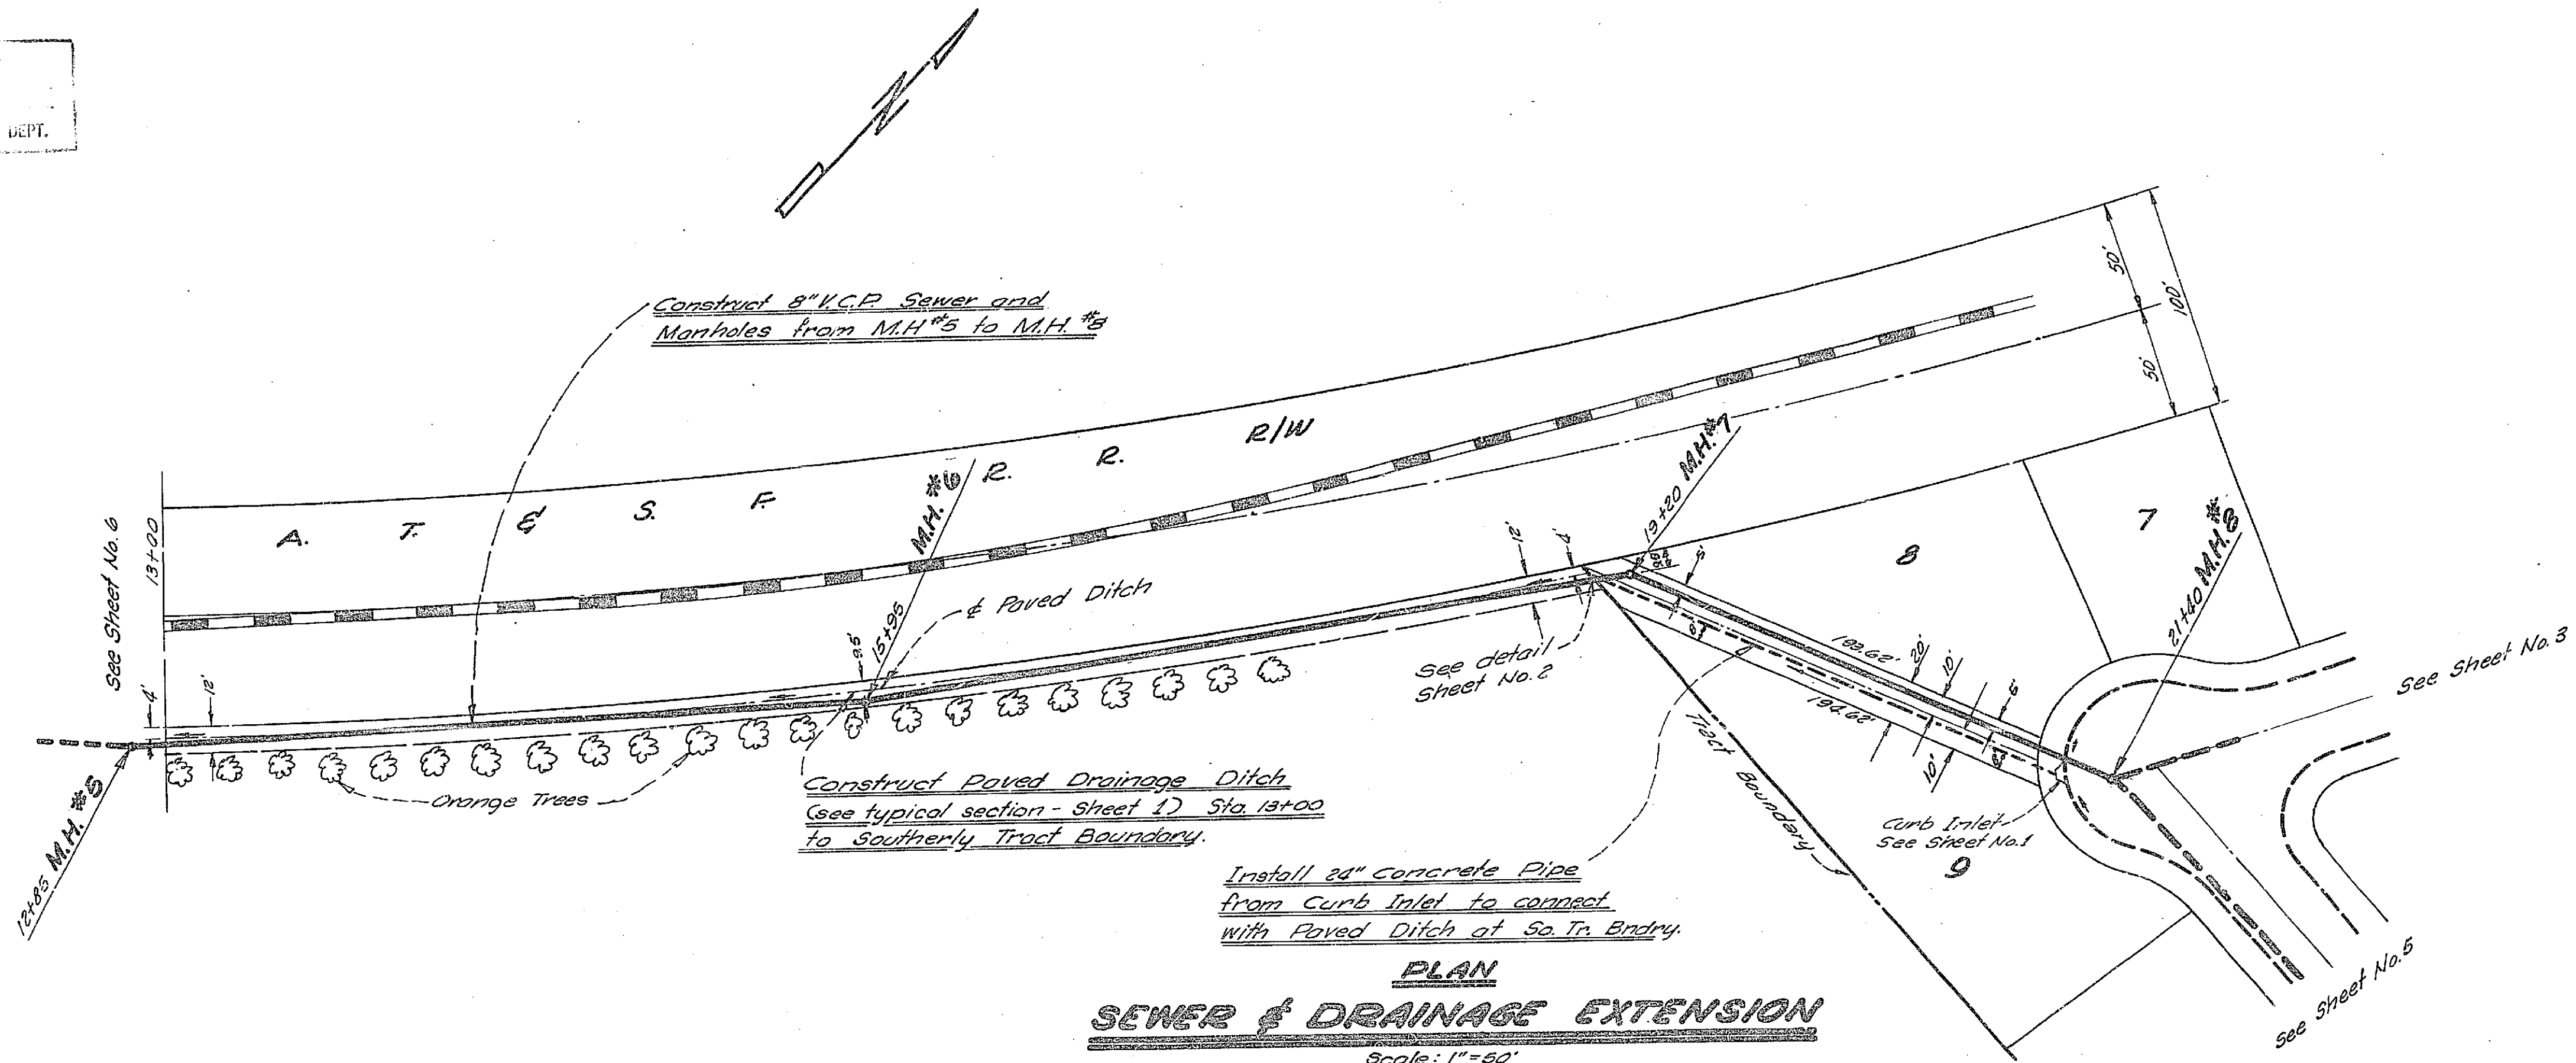 DEPT.
Construct 8" V.C.P. Sewer and
Manholes from M.H #5 to M.H. #8
50'
100'
50'
R/W
A. T. & S. F. R. R.
See Sheet No. 6
13+00
M.H. #6
15+95
19+20 M.H. #7
8
7
21+40 M.H. #8
℄ Paved Ditch
12'
4'
5'
9.5'
4'
12'
See detail
Sheet No. 2
189.62'
20'
10'
6'
194.62'
10'
See Sheet No. 3
Orange Trees
12+85 M.H. #5
Construct Paved Drainage Ditch
(see typical section - Sheet 1) Sta. 13+00
to Southerly Tract Boundary.
Tract Boundary
Curb Inlet
See Sheet No. 1
9
Install 24" Concrete Pipe
from Curb Inlet to connect
with Paved Ditch at So. Tr. Bndry.
See Sheet No. 5
PLAN
SEWER & DRAINAGE EXTENSION
Scale: 1"=50'